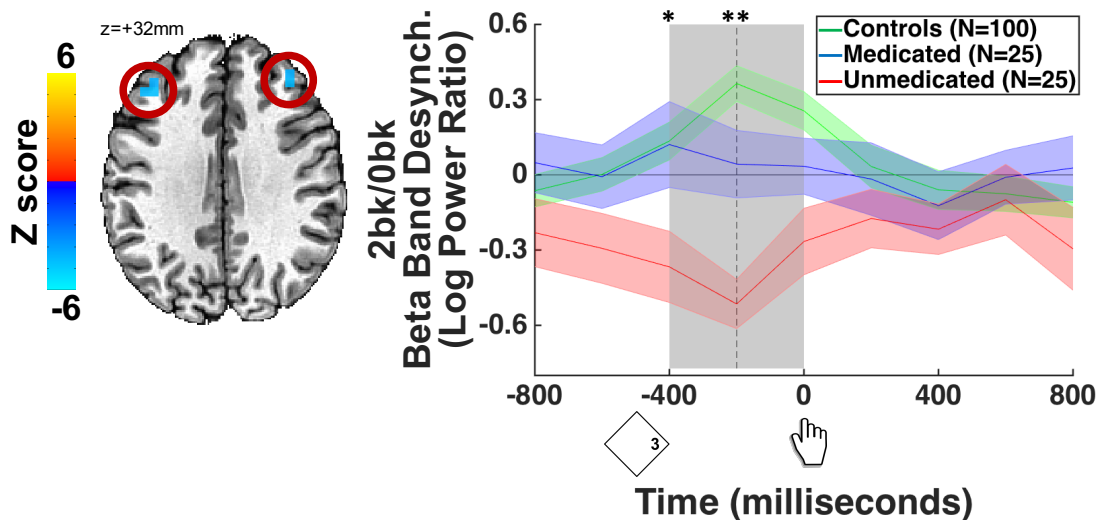 z=+32mm
6
Z score
-6
* **
0.6
0.3
0
-0.3
-0.6
2bk/0bk
Beta Band Desynch.
(Log Power Ratio)
Controls (N=100)
Medicated (N=25)
Unmedicated (N=25)
-800 -400 0 400 800
3
Time (milliseconds)